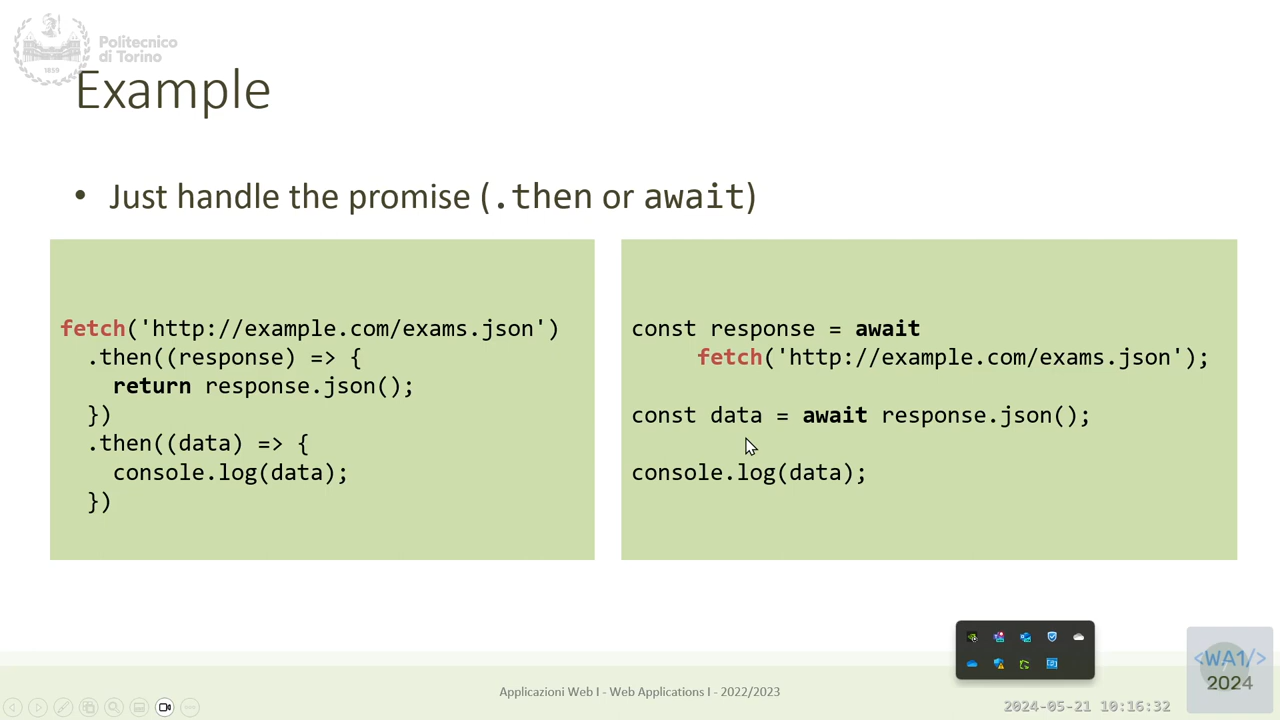 Politecnico
di Torino
1859
Example
• Just handle the promise (.then or await)
fetch('http://example.com/exams.json')
  .then((response) => {
    return response.json();
  })
  .then((data) => {
    console.log(data);
  })
const response = await
     fetch('http://example.com/exams.json');
const data = await response.json();
console.log(data);
Applicazioni Web I - Web Applications I - 2022/2023
<WA1/>
2024
2024-05-21 10:16:32